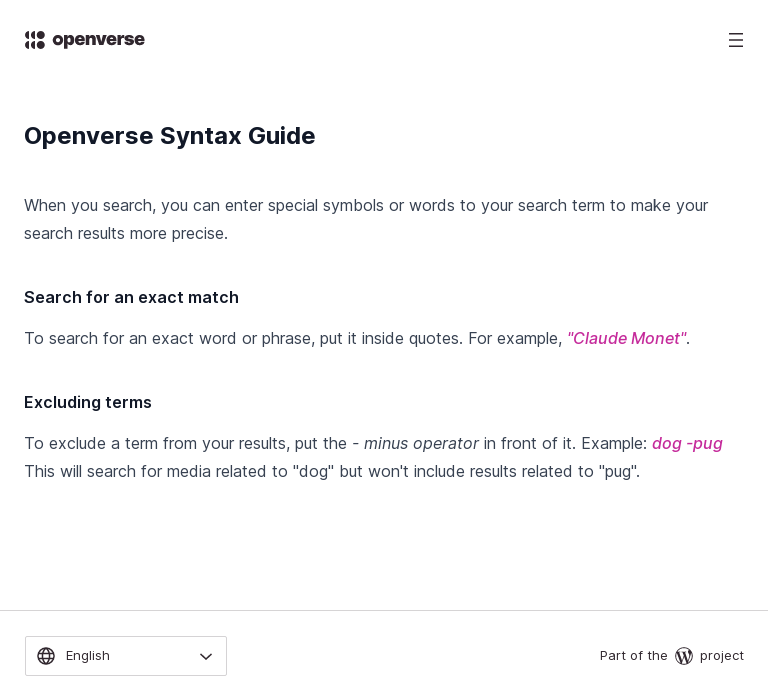 openverse
Openverse Syntax Guide
When you search, you can enter special symbols or words to your search term to make your
search results more precise.
Search for an exact match
To search for an exact word or phrase, put it inside quotes. For example, "Claude Monet".
Excluding terms
To exclude a term from your results, put the - minus operator in front of it. Example: dog -pug
This will search for media related to "dog" but won't include results related to "pug".
English
Part of the project